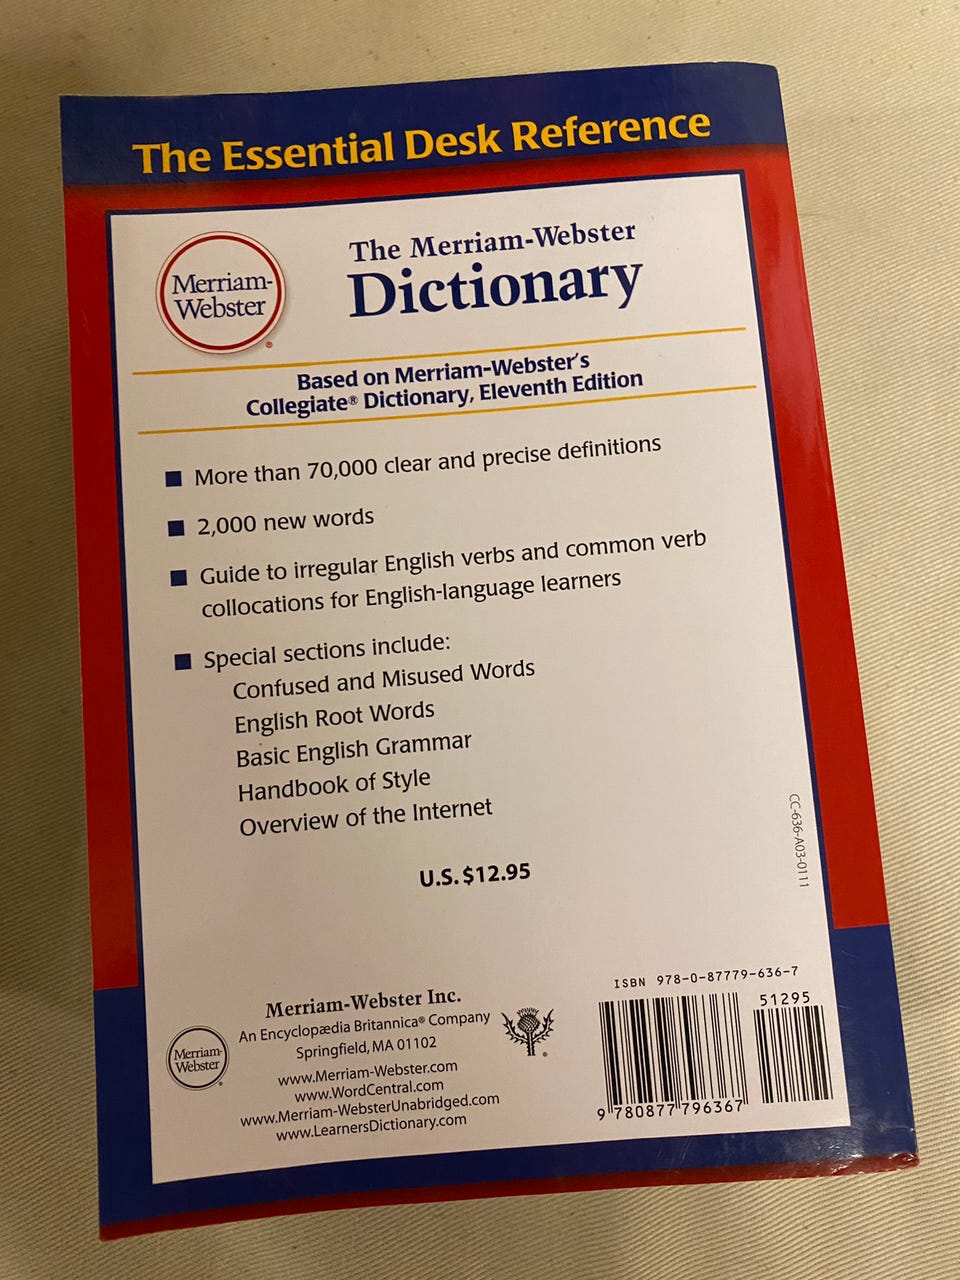 The Essential Desk Reference
Merriam-
Webster
®
The Merriam-Webster
Dictionary
Based on Merriam-Webster's
Collegiate® Dictionary, Eleventh Edition
More than 70,000 clear and precise definitions
2,000 new words
Guide to irregular English verbs and common verb
collocations for English-language learners
Special sections include:
Confused and Misused Words
English Root Words
Basic English Grammar
Handbook of Style
Overview of the Internet
U.S. $12.95
CC-636-A03-0111
Merriam-
Webster
®
Merriam-Webster Inc.
An Encyclopædia Britannica® Company
Springfield, MA 01102
www.Merriam-Webster.com
www.WordCentral.com
www.Merriam-WebsterUnabridged.com
www.LearnersDictionary.com
®
ISBN 978-0-87779-636-7
51295
9 780877 796367